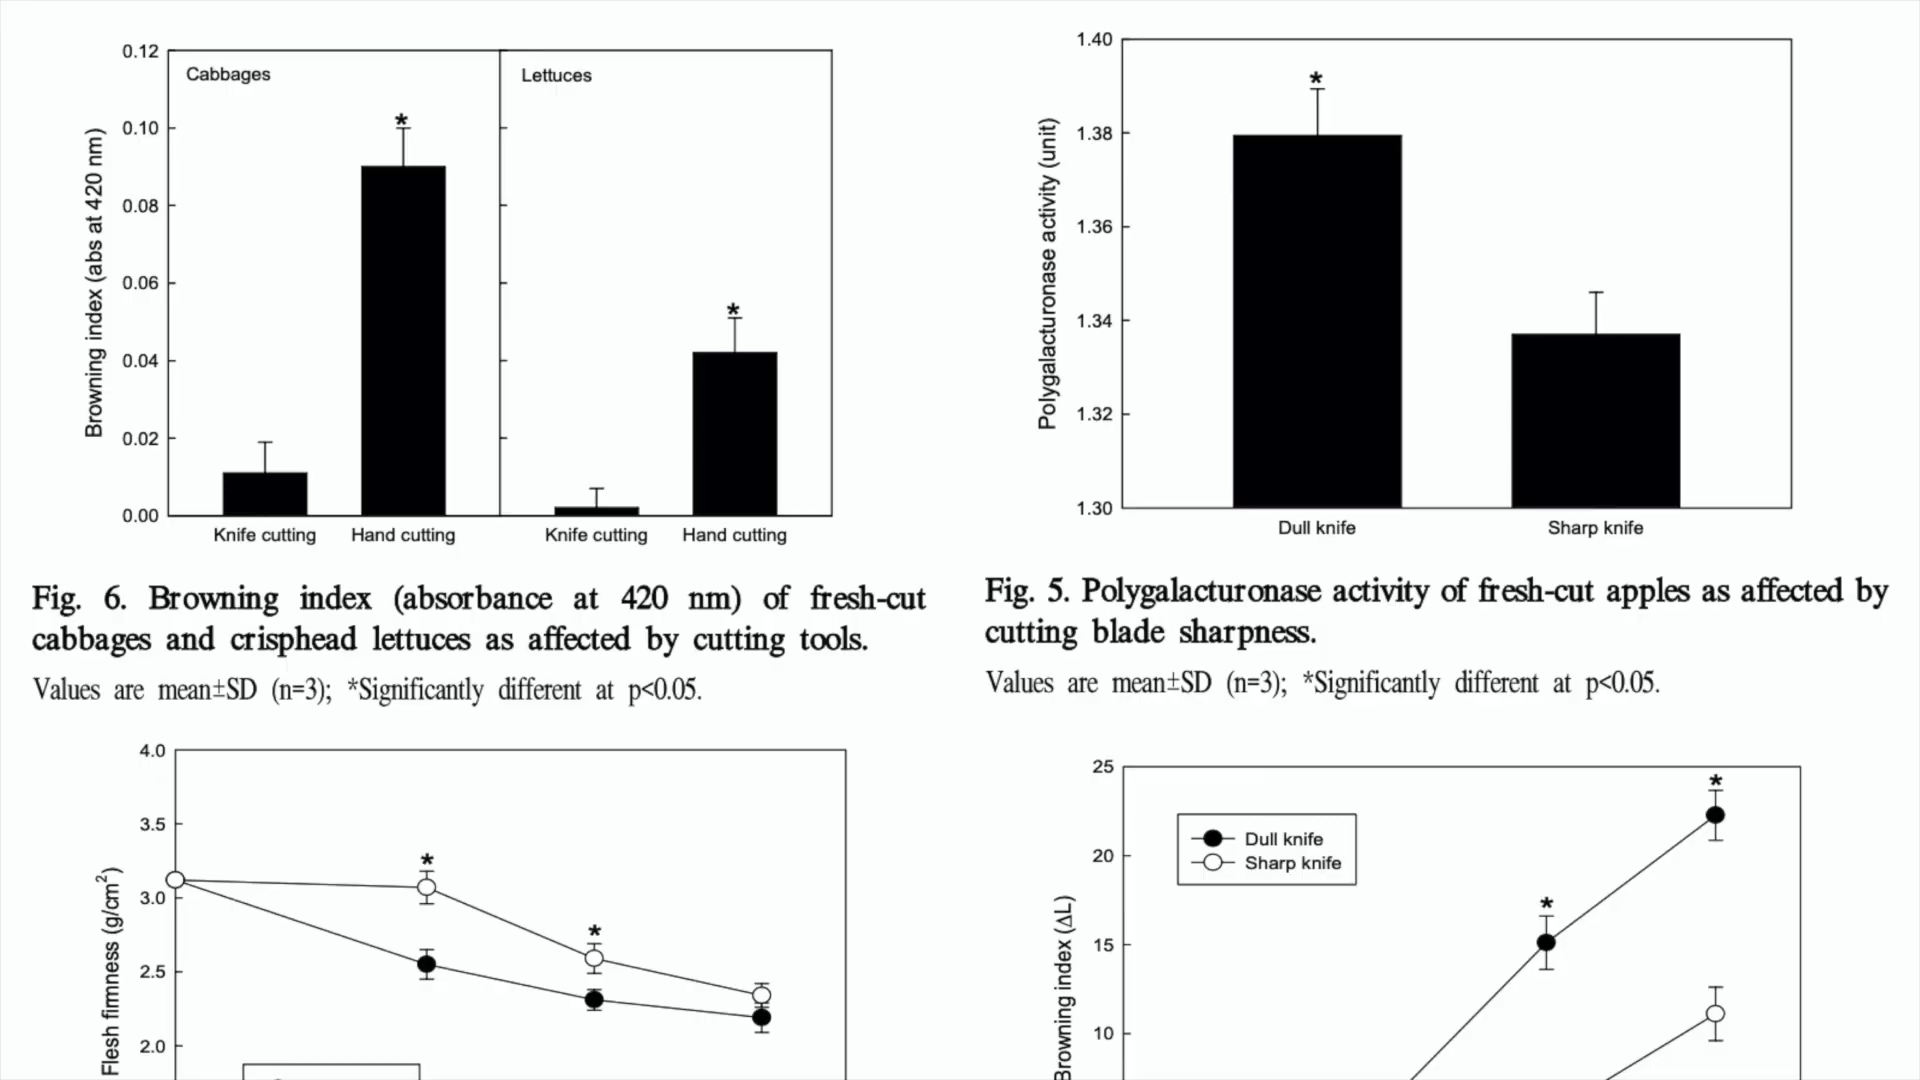 0.12
0.10
0.08
0.06
0.04
0.02
0.00
Browning index (abs at 420 nm)
Cabbages
Lettuces
*
*
Knife cutting
Hand cutting
Knife cutting
Hand cutting
Fig. 6. Browning index (absorbance at 420 nm) of fresh-cut
cabbages and crisphead lettuces as affected by cutting tools.
Values are mean±SD (n=3); *Significantly different at p<0.05.
1.40
1.38
1.36
1.34
1.32
1.30
Polygalacturonase activity (unit)
*
Dull knife
Sharp knife
Fig. 5. Polygalacturonase activity of fresh-cut apples as affected by
cutting blade sharpness.
Values are mean±SD (n=3); *Significantly different at p<0.05.
4.0
3.5
3.0
2.5
2.0
Flesh firmness (g/cm²)
*
*
25
20
15
10
Browning index (ΔL)
Dull knife
Sharp knife
*
*